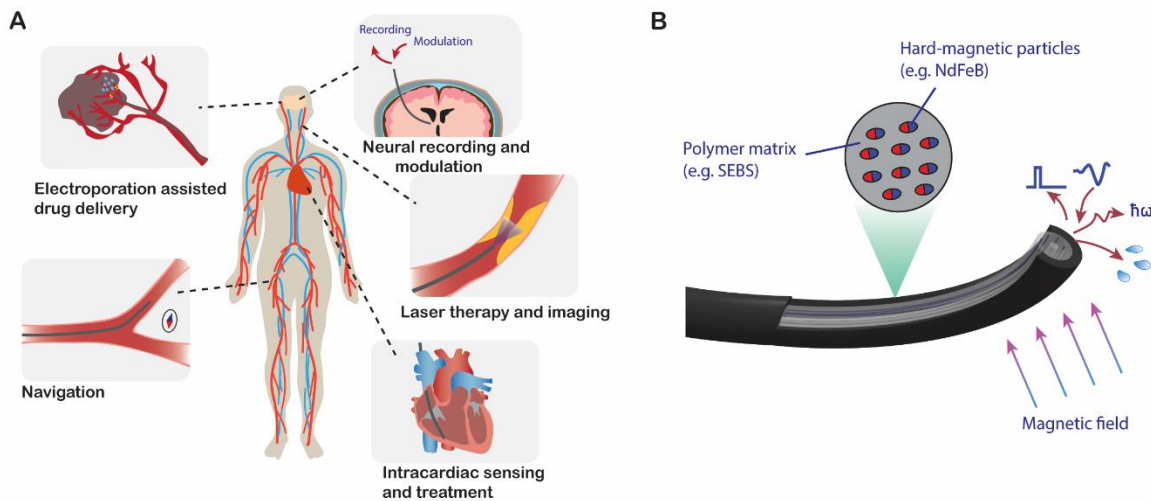 A
Recording
Modulation
Neural recording and
modulation
Electroporation assisted
drug delivery
Laser therapy and imaging
Navigation
Intracardiac sensing
and treatment
B
Hard-magnetic particles
(e.g. NdFeB)
Polymer matrix
(e.g. SEBS)
ħω
Magnetic field